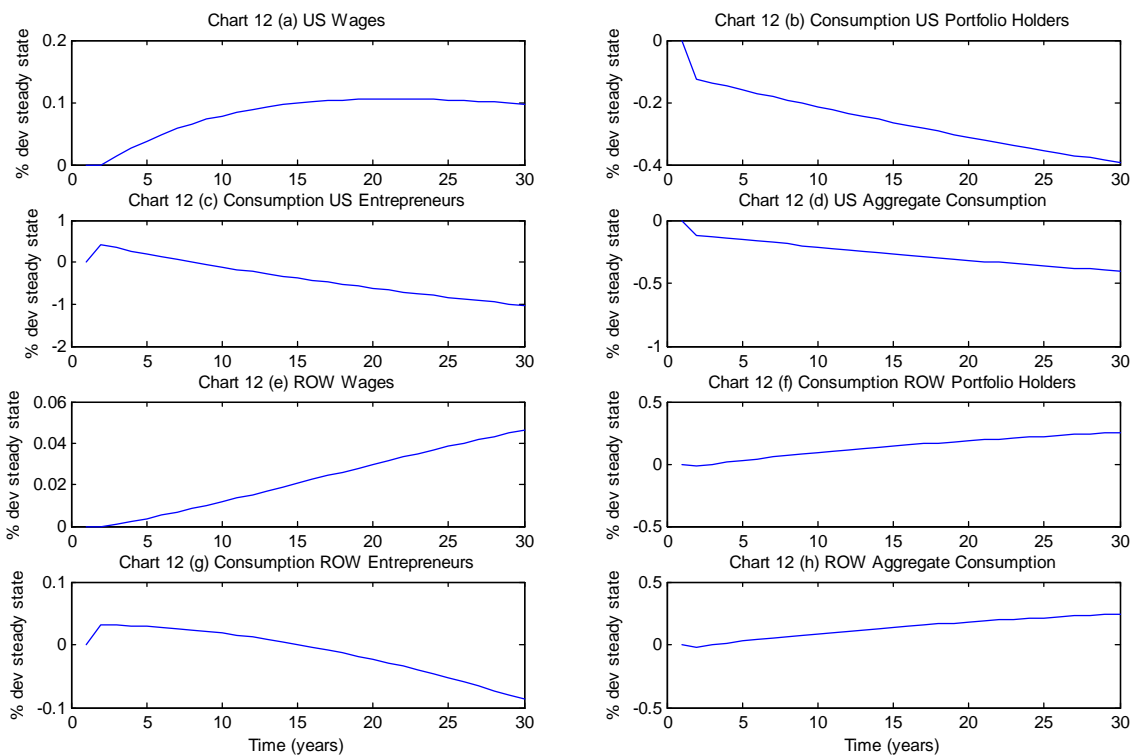 Chart 12 (a) US Wages
% dev steady state
0.2
0.1
0
0 5 10 15 20 25 30
Chart 12 (b) Consumption US Portfolio Holders
% dev steady state
0
-0.2
-0.4
0 5 10 15 20 25 30
Chart 12 (c) Consumption US Entrepreneurs
% dev steady state
1
0
-1
-2
0 5 10 15 20 25 30
Chart 12 (d) US Aggregate Consumption
% dev steady state
0
-0.5
-1
0 5 10 15 20 25 30
Chart 12 (e) ROW Wages
% dev steady state
0.06
0.04
0.02
0
0 5 10 15 20 25 30
Chart 12 (f) Consumption ROW Portfolio Holders
% dev steady state
0.5
0
-0.5
0 5 10 15 20 25 30
Chart 12 (g) Consumption ROW Entrepreneurs
% dev steady state
0.1
0
-0.1
0 5 10 15 20 25 30
Time (years)
Chart 12 (h) ROW Aggregate Consumption
% dev steady state
0.5
0
-0.5
0 5 10 15 20 25 30
Time (years)